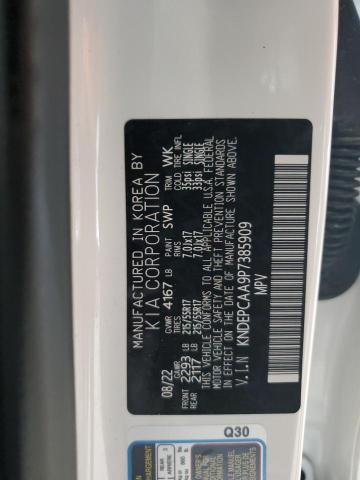 MANUFACTURED IN KOREA BY
KIA CORPORATION
08/22 GVWR 4167 LB PAINT SWP TRIM WK
GAWR TIRES RIMS COLD TIRE INFL
FRONT 2293 LB 215/55R17 7.0Jx17 35psi SINGLE
REAR 2117 LB 215/55R17 7.0Jx17 35psi SINGLE
THIS VEHICLE CONFORMS TO ALL APPLICABLE U.S.A. FEDERAL
MOTOR VEHICLE SAFETY AND THEFT PREVENTION STANDARDS
IN EFFECT ON THE DATE OF MANUFACTURE SHOWN ABOVE.
V.I.N KNDEPCAA9P7385909
MPV
Q30